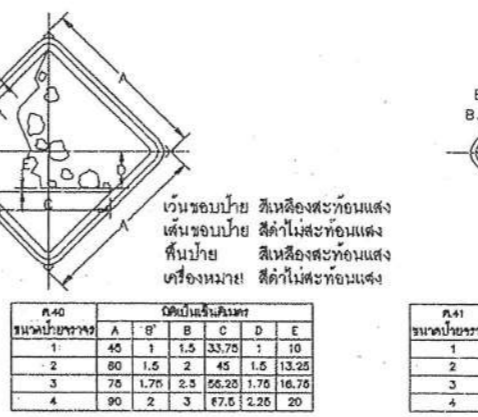 A
B
B.
D
E
C
A
เว้นขอบป้าย สีเหลืองสะท้อนแสง
เส้นขอบป้าย สีดำไม่สะท้อนแสง
พื้นป้าย สีเหลืองสะท้อนแสง
เครื่องหมาย สีดำไม่สะท้อนแสง
ต.40 มิติเป็นเซ็นติเมตร
ขนาดป้ายจราจร A B' B C D E
1 45 1 1.5 33.75 1 10
2 60 1.5 2 45 1.5 13.25
3 75 1.75 2.5 56.25 1.75 16.75
4 90 2 3 67.5 2.25 20
ต.41
ขนาดป้ายจรา
1
2
3
4